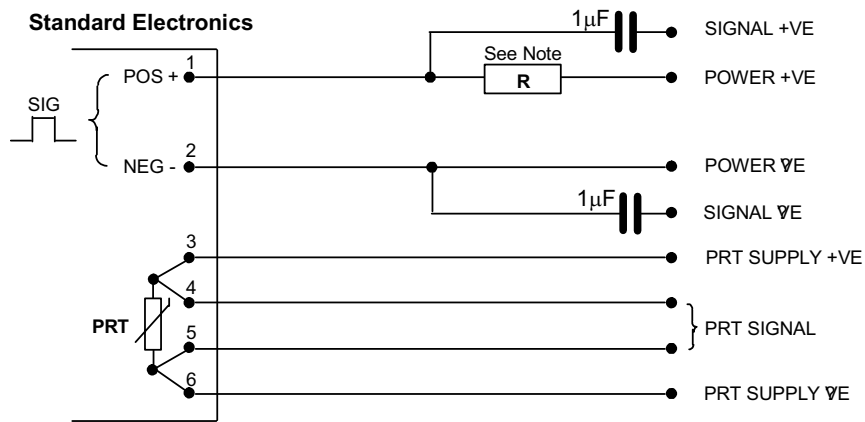 Standard Electronics
1µF
SIGNAL +VE
See Note
1
POS +
R
POWER +VE
SIG
2
NEG -
POWER VE
1µF
SIGNAL VE
3
PRT SUPPLY +VE
4
PRT
PRT SIGNAL
5
6
PRT SUPPLY VE